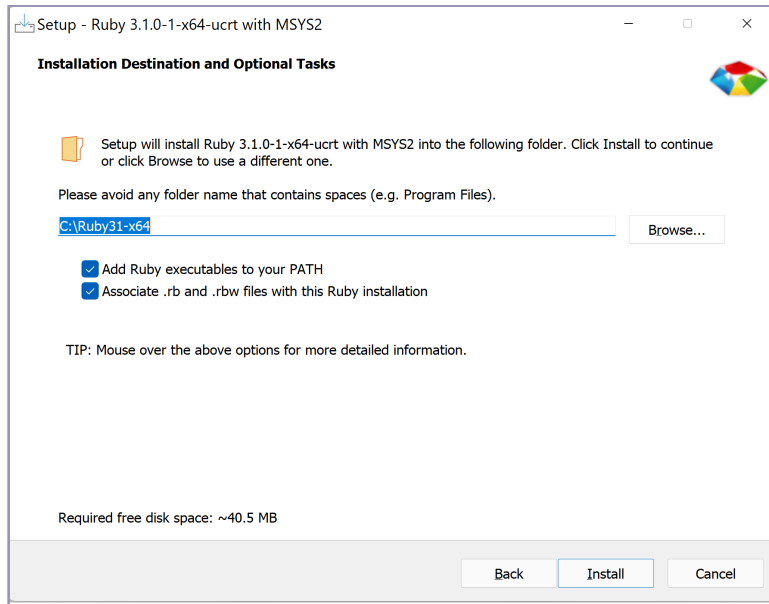 Setup - Ruby 3.1.0-1-x64-ucrt with MSYS2
Installation Destination and Optional Tasks
Setup will install Ruby 3.1.0-1-x64-ucrt with MSYS2 into the following folder. Click Install to continue
or click Browse to use a different one.
Please avoid any folder name that contains spaces (e.g. Program Files).
C:\Ruby31-x64
Browse...
Add Ruby executables to your PATH
Associate .rb and .rbw files with this Ruby installation
TIP: Mouse over the above options for more detailed information.
Required free disk space: ~40.5 MB
Back
Install
Cancel